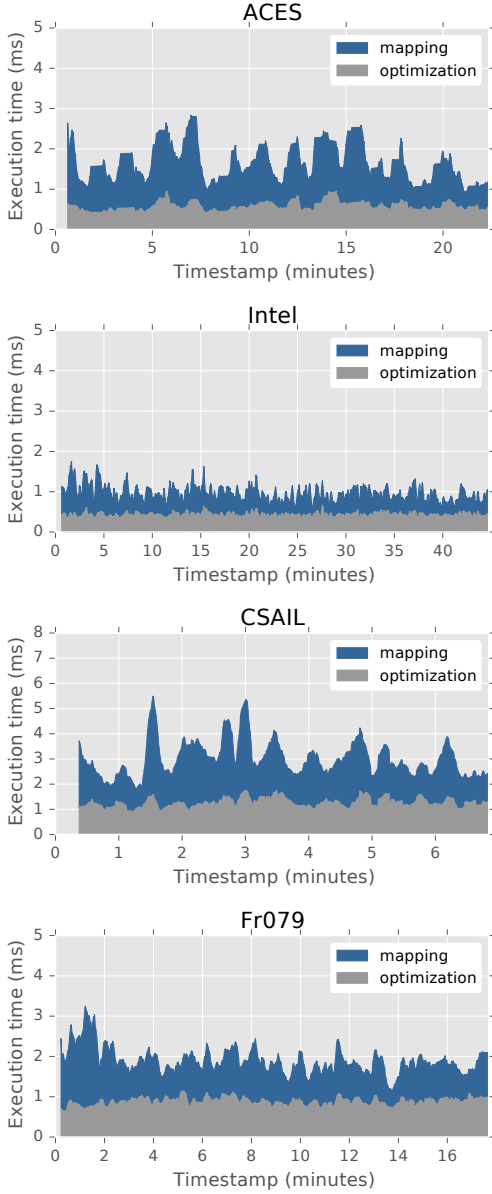 ACES
Execution time (ms)
5
4
3
2
1
0
mapping
optimization
0 5 10 15 20
Timestamp (minutes)
Intel
Execution time (ms)
5
4
3
2
1
0
mapping
optimization
0 5 10 15 20 25 30 35 40
Timestamp (minutes)
CSAIL
Execution time (ms)
8
7
6
5
4
3
2
1
0
mapping
optimization
0 1 2 3 4 5 6
Timestamp (minutes)
Fr079
Execution time (ms)
5
4
3
2
1
0
mapping
optimization
0 2 4 6 8 10 12 14 16
Timestamp (minutes)